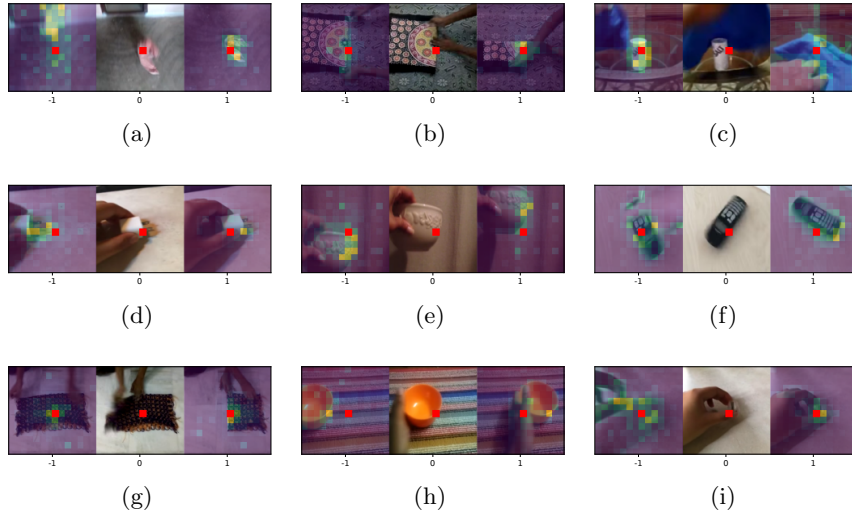 -1 0 1 -1 0 1 -1 0 1
(a) (b) (c)
-1 0 1 -1 0 1 -1 0 1
(d) (e) (f)
-1 0 1 -1 0 1 -1 0 1
(g) (h) (i)